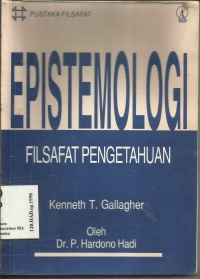 PUSTAKA FILSAFAT
EPISTEMOLOGI
FILSAFAT PENGETAHUAN
Kenneth T. Gallagher
Oleh
Dr. P. Hardono Hadi